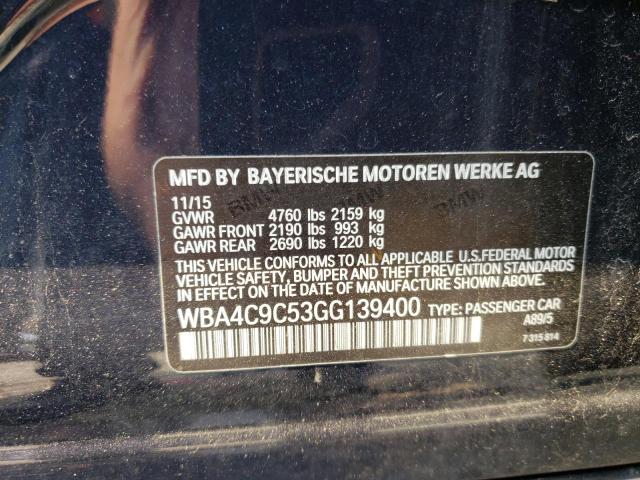 MFD BY BAYERISCHE MOTOREN WERKE AG
11/15
GVWR 4760 lbs 2159 kg
GAWR FRONT 2190 lbs 993 kg
GAWR REAR 2690 lbs 1220 kg
THIS VEHICLE CONFORMS TO ALL APPLICABLE U.S.FEDERAL MOTOR
VEHICLE SAFETY, BUMPER AND THEFT PREVENTION STANDARDS
IN EFFECT ON THE DATE OF MANUFACTURE SHOWN ABOVE.
WBA4C9C53GG139400 TYPE: PASSENGER CAR
A89/5
7 315 814